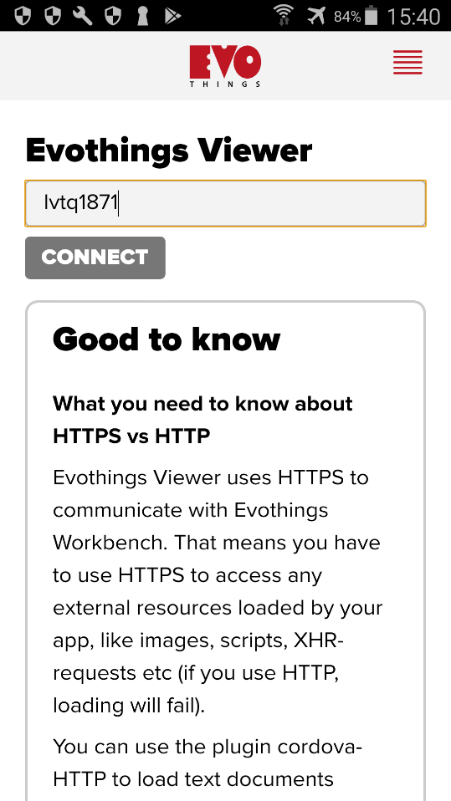 84% 15:40
EVO
THINGS
Evothings Viewer
lvtq1871
CONNECT
Good to know
What you need to know about
HTTPS vs HTTP
Evothings Viewer uses HTTPS to
communicate with Evothings
Workbench. That means you have
to use HTTPS to access any
external resources loaded by your
app, like images, scripts, XHR-
requests etc (if you use HTTP,
loading will fail).
You can use the plugin cordova-
HTTP to load text documents